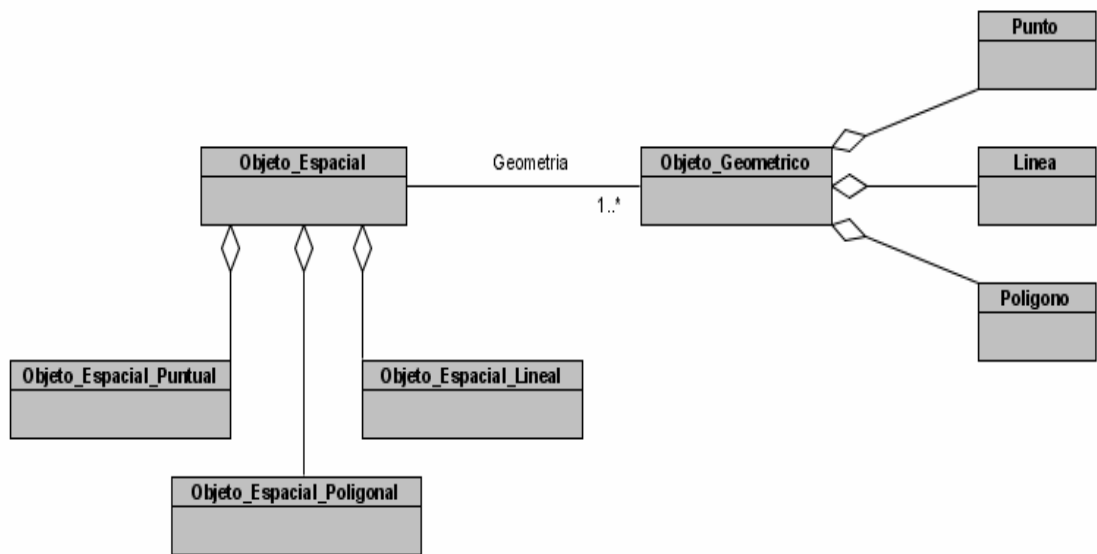 Punto
Objeto_Espacial
Geometria
Objeto_Geometrico
Linea
1..*
Poligono
Objeto_Espacial_Puntual
Objeto_Espacial_Lineal
Objeto_Espacial_Poligonal